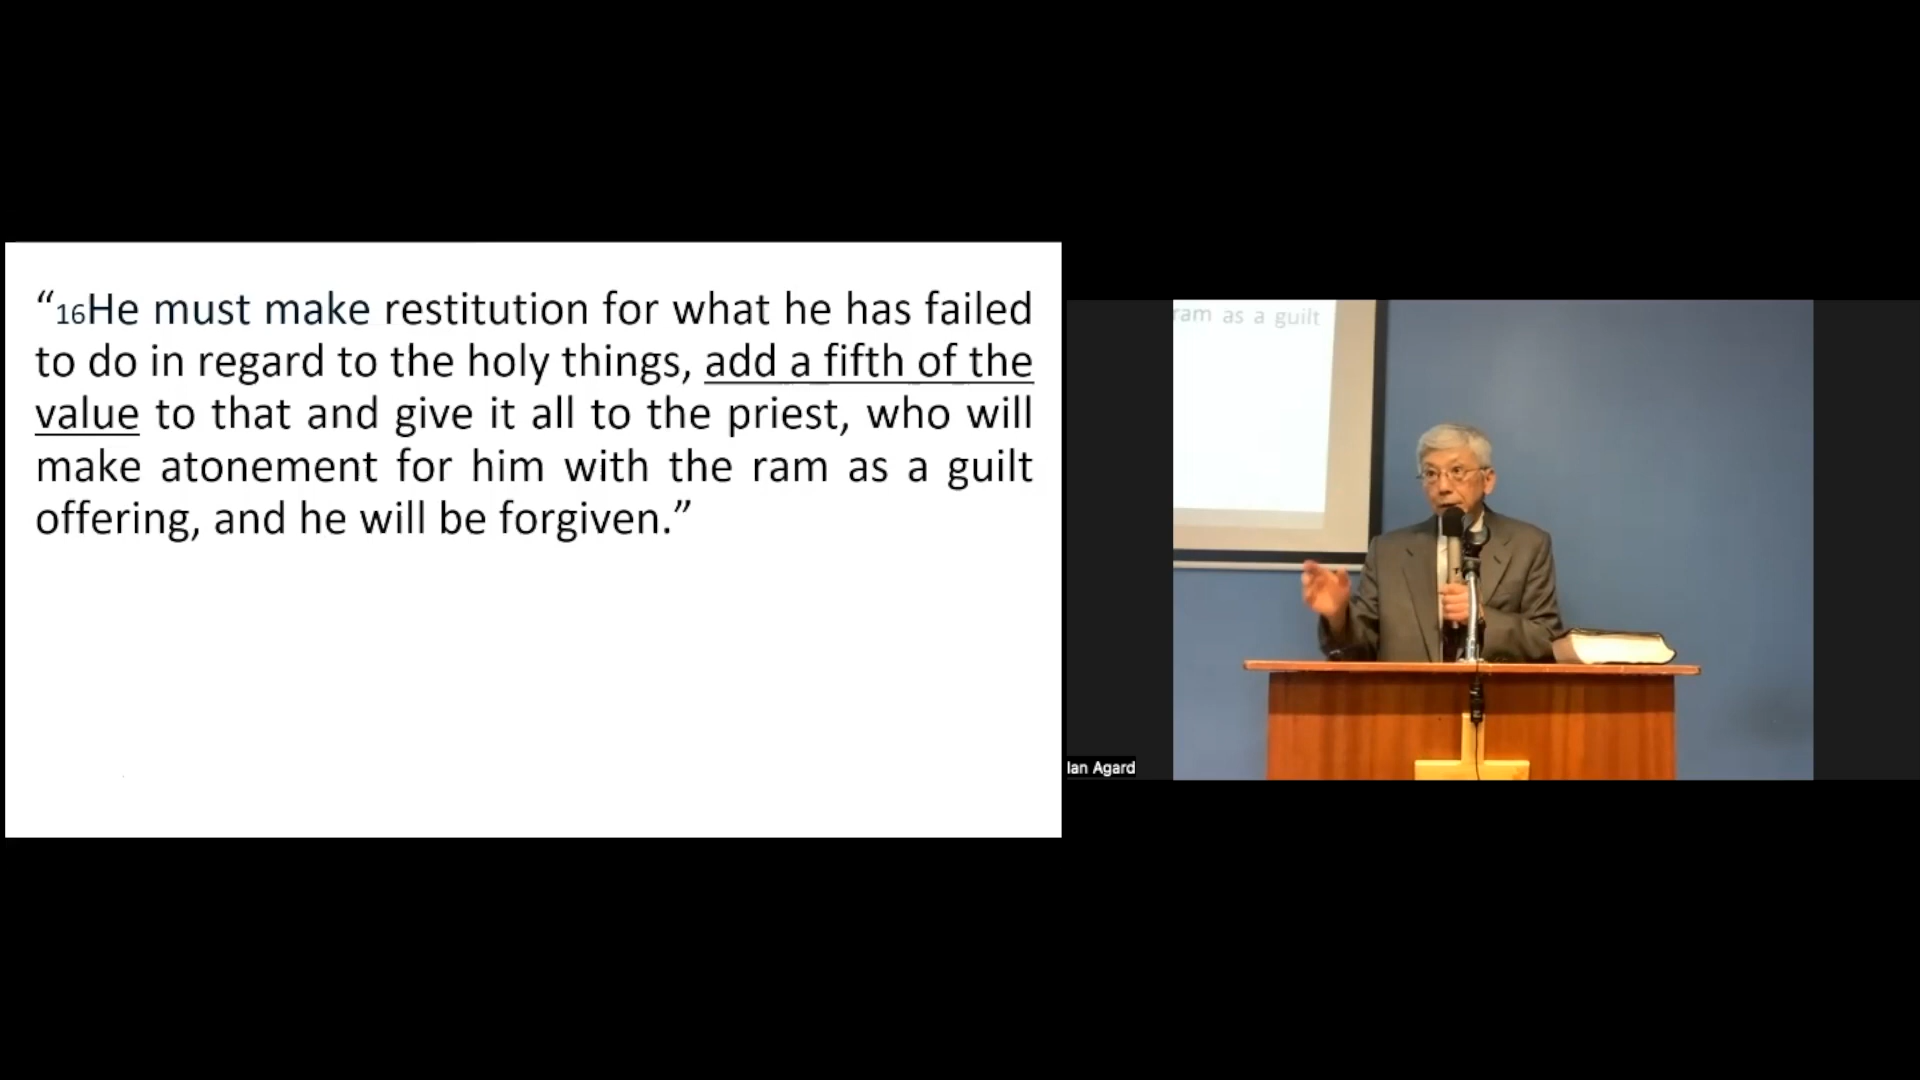 “16He must make restitution for what he has failed
to do in regard to the holy things, add a fifth of the
value to that and give it all to the priest, who will
make atonement for him with the ram as a guilt
offering, and he will be forgiven.”
ram as a guilt
Ian Agard